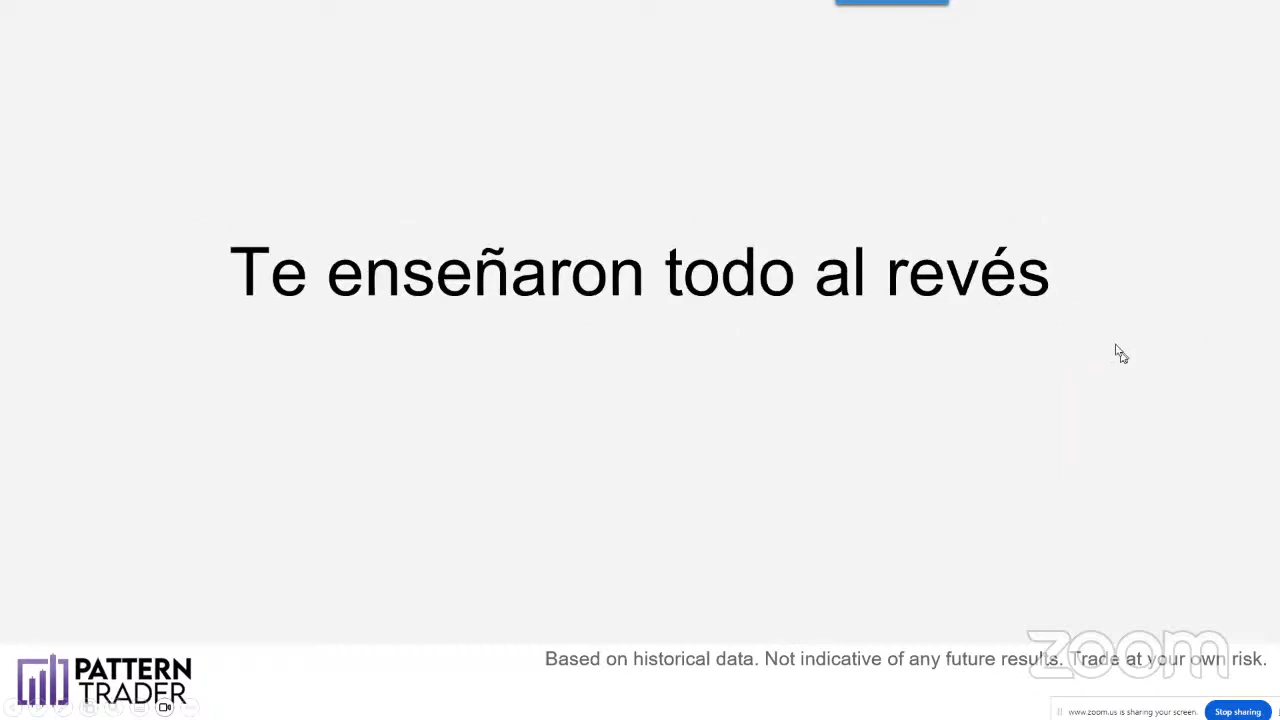 Te enseñaron todo al revés
zoom
Based on historical data. Not indicative of any future results. Trade at your own risk.
PATTERN
TRADER
www.zoom.us is sharing your screen.
Stop sharing